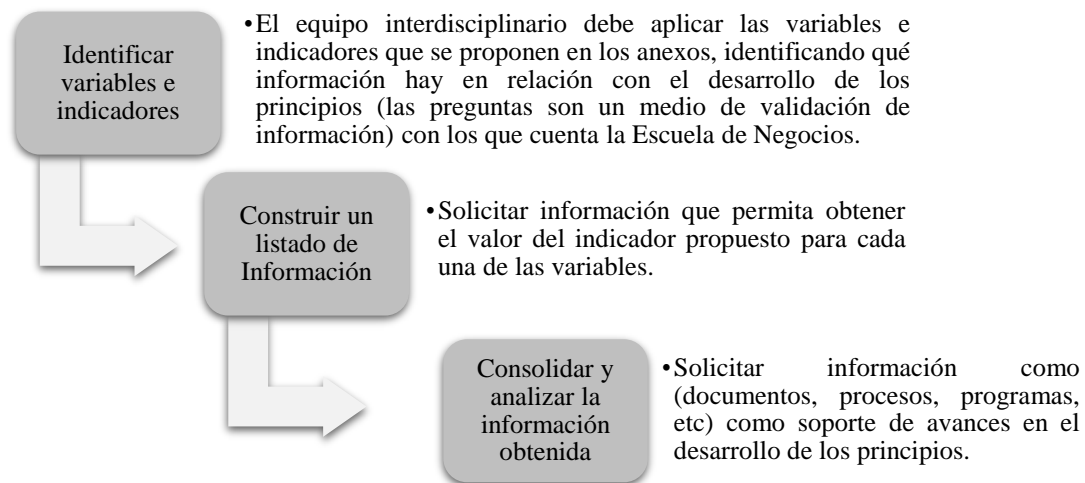 Identificar
variables e
indicadores
•El equipo interdisciplinario debe aplicar las variables e
indicadores que se proponen en los anexos, identificando qué
información hay en relación con el desarrollo de los
principios (las preguntas son un medio de validación de
información) con los que cuenta la Escuela de Negocios.
Construir un
listado de
Información
•Solicitar información que permita obtener
el valor del indicador propuesto para cada
una de las variables.
Consolidar y
analizar la
información
obtenida
•Solicitar información como
(documentos, procesos, programas,
etc) como soporte de avances en el
desarrollo de los principios.